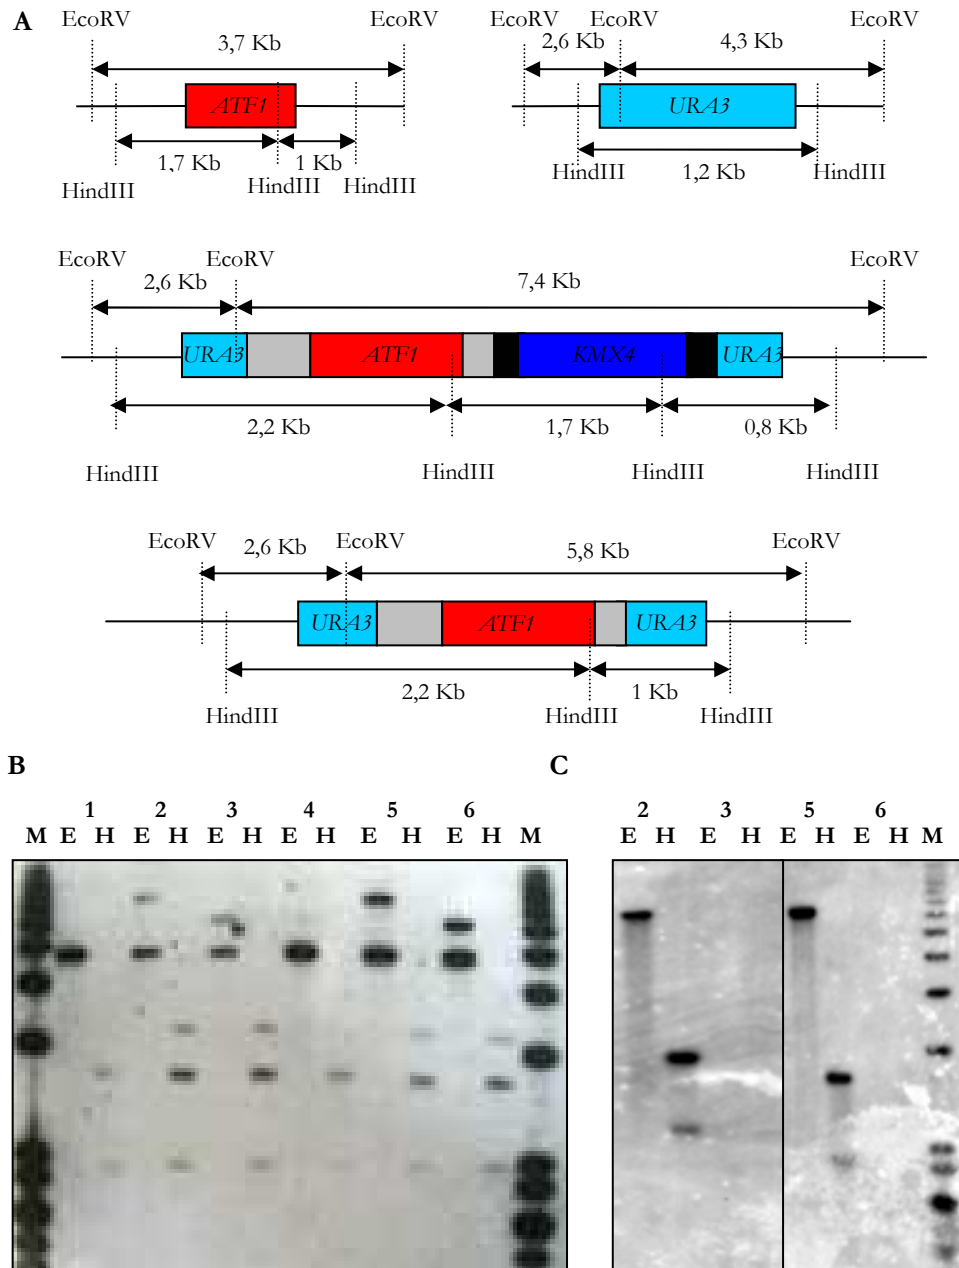 A
EcoRV EcoRV EcoRV EcoRV EcoRV
3,7 Kb 2,6 Kb 4,3 Kb
ATF1 URA3
1,7 Kb 1 Kb 1,2 Kb
HindIII HindIII HindIII HindIII HindIII
EcoRV EcoRV EcoRV
2,6 Kb 7,4 Kb
URA3 ATF1 KMX4 URA3
2,2 Kb 1,7 Kb 0,8 Kb
HindIII HindIII HindIII HindIII
EcoRV EcoRV EcoRV
2,6 Kb 5,8 Kb
URA3 ATF1 URA3
2,2 Kb 1 Kb
HindIII HindIII HindIII
B C
1 2 3 4 5 6
M E H E H E H E H E H E H M
2 3 5 6
E H E H E H E H M